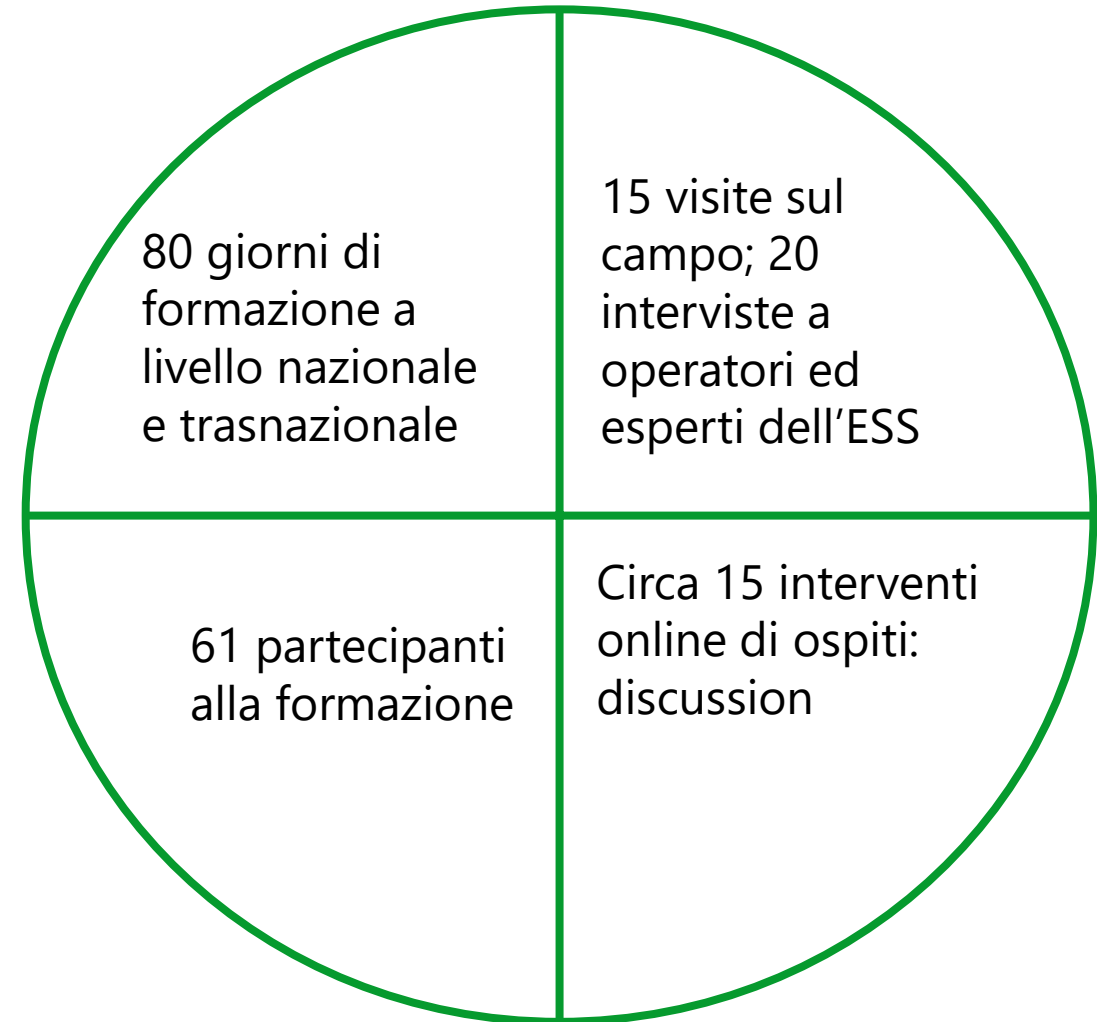 80 giorni di
formazione a
livello nazionale
e trasnazionale
15 visite sul
campo; 20
interviste a
operatori ed
esperti dell’ESS
61 partecipanti
alla formazione
Circa 15 interventi
online di ospiti:
discussion